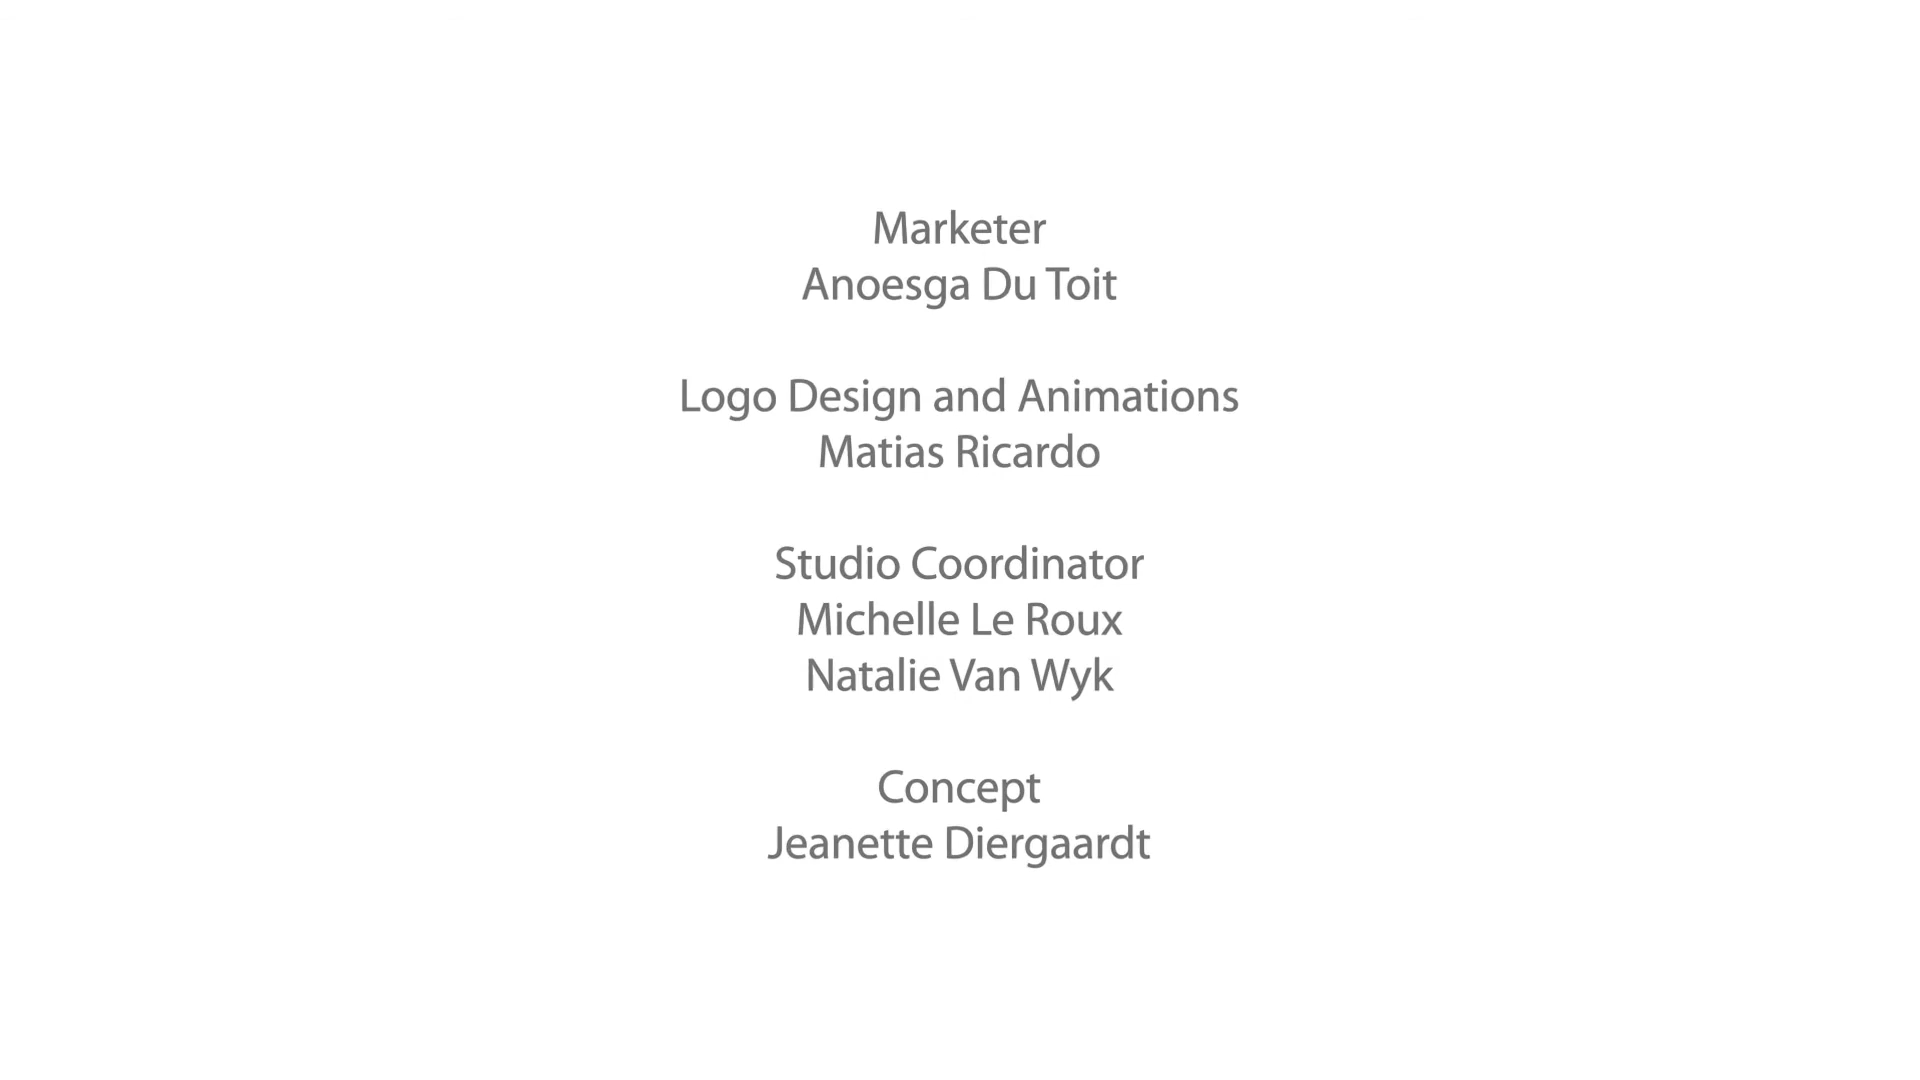 Marketer
Anoesga Du Toit
Logo Design and Animations
Matias Ricardo
Studio Coordinator
Michelle Le Roux
Natalie Van Wyk
Concept
Jeanette Diergaardt